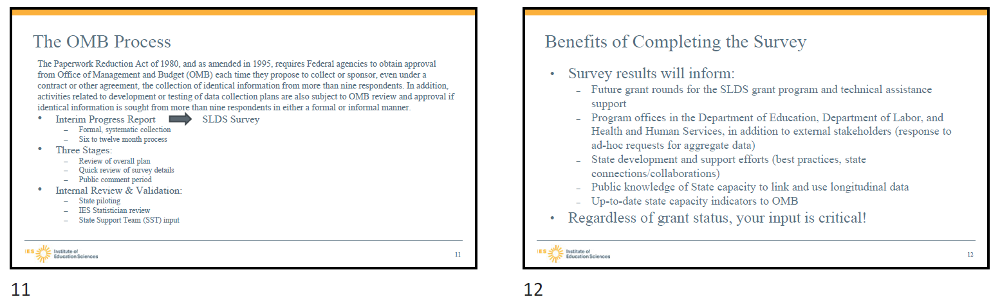 The OMB Process
The Paperwork Reduction Act of 1980, and as amended in 1995, requires Federal agencies to obtain approval
from Office of Management and Budget (OMB) each time they propose to collect or sponsor, even under a
contract or other agreement, the collection of identical information from more than nine respondents. In addition,
activities related to development or testing of data collection plans are also subject to OMB review and approval if
identical information is sought from more than nine respondents in either a formal or informal manner.
• Interim Progress Report SLDS Survey
– Formal, systematic collection
– Six to twelve month process
• Three Stages:
– Review of overall plan
– Quick review of survey details
– Public comment period
• Internal Review & Validation:
– State piloting
– IES Statistician review
– State Support Team (SST) input
IES Institute of
Education Sciences
11
11
Benefits of Completing the Survey
• Survey results will inform:
– Future grant rounds for the SLDS grant program and technical assistance
support
– Program offices in the Department of Education, Department of Labor, and
Health and Human Services, in addition to external stakeholders (response to
ad-hoc requests for aggregate data)
– State development and support efforts (best practices, state
connections/collaborations)
– Public knowledge of State capacity to link and use longitudinal data
– Up-to-date state capacity indicators to OMB
• Regardless of grant status, your input is critical!
IES Institute of
Education Sciences
12
12